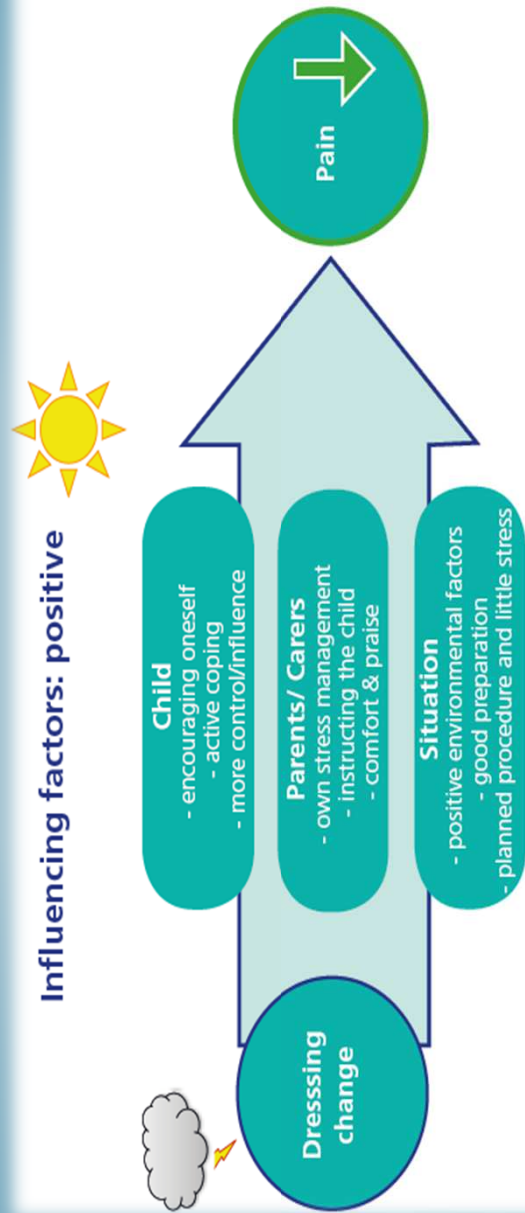 Influencing factors: positive
Dresssing
change
Child
- encouraging oneself
- active coping
- more control/influence
Parents/ Carers
- own stress management
- instructing the child
- comfort & praise
Situation
- positive environmental factors
- good preparation
- planned procedure and little stress
Pain